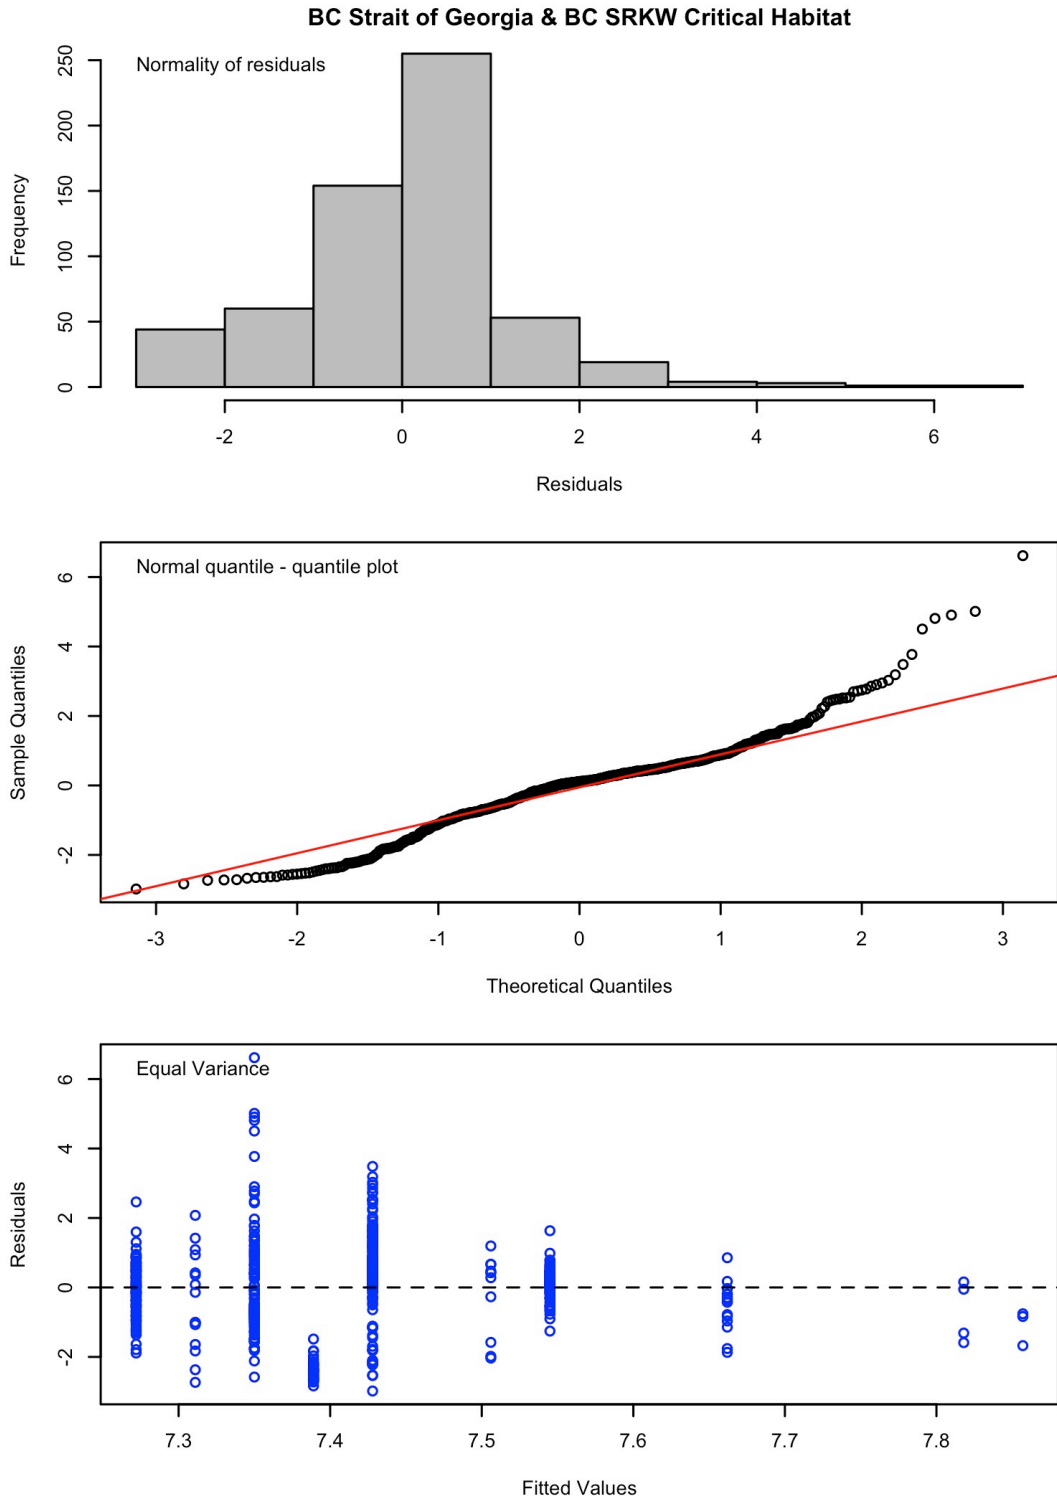 BC Strait of Georgia & BC SRKW Critical Habitat
Normality of residuals
Frequency
250
200
150
100
50
0
-2 0 2 4 6
Residuals
Normal quantile - quantile plot
Sample Quantiles
6
4
2
0
-2
-3 -2 -1 0 1 2 3
Theoretical Quantiles
Equal Variance
Residuals
6
4
2
0
-2
7.3 7.4 7.5 7.6 7.7 7.8
Fitted Values